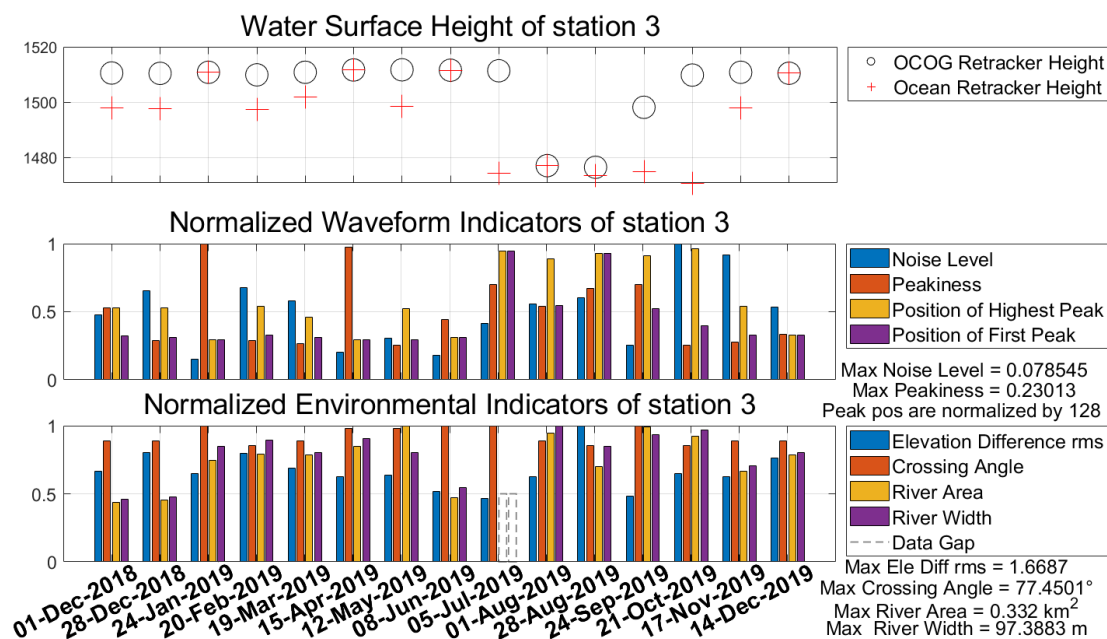 Water Surface Height of station 3
1520
1500
1480
OCOG Retracker Height
Ocean Retracker Height
Normalized Waveform Indicators of station 3
1
0.5
0
Noise Level
Peakiness
Position of Highest Peak
Position of First Peak
Max Noise Level = 0.078545
Max Peakiness = 0.23013
Peak pos are normalized by 128
Normalized Environmental Indicators of station 3
1
0.5
0
Elevation Difference rms
Crossing Angle
River Area
River Width
Data Gap
Max Ele Diff rms = 1.6687
Max Crossing Angle = 77.4501°
Max River Area = 0.332 km²
Max River Width = 97.3883 m
01-Dec-2018
28-Dec-2018
24-Jan-2019
20-Feb-2019
19-Mar-2019
15-Apr-2019
12-May-2019
08-Jun-2019
05-Jul-2019
01-Aug-2019
28-Aug-2019
24-Sep-2019
21-Oct-2019
17-Nov-2019
14-Dec-2019